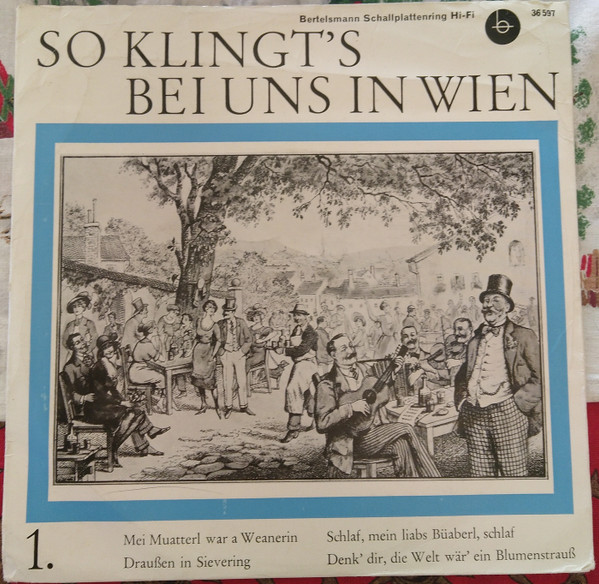 Bertelsmann Schallplattenring Hi-Fi
36 597
SO KLINGT'S
BEI UNS IN WIEN
1.
Mei Muatterl war a Weanerin
Draußen in Sievering
Schlaf, mein liabs Büaberl, schlaf
Denk' dir, die Welt wär' ein Blumenstrauß